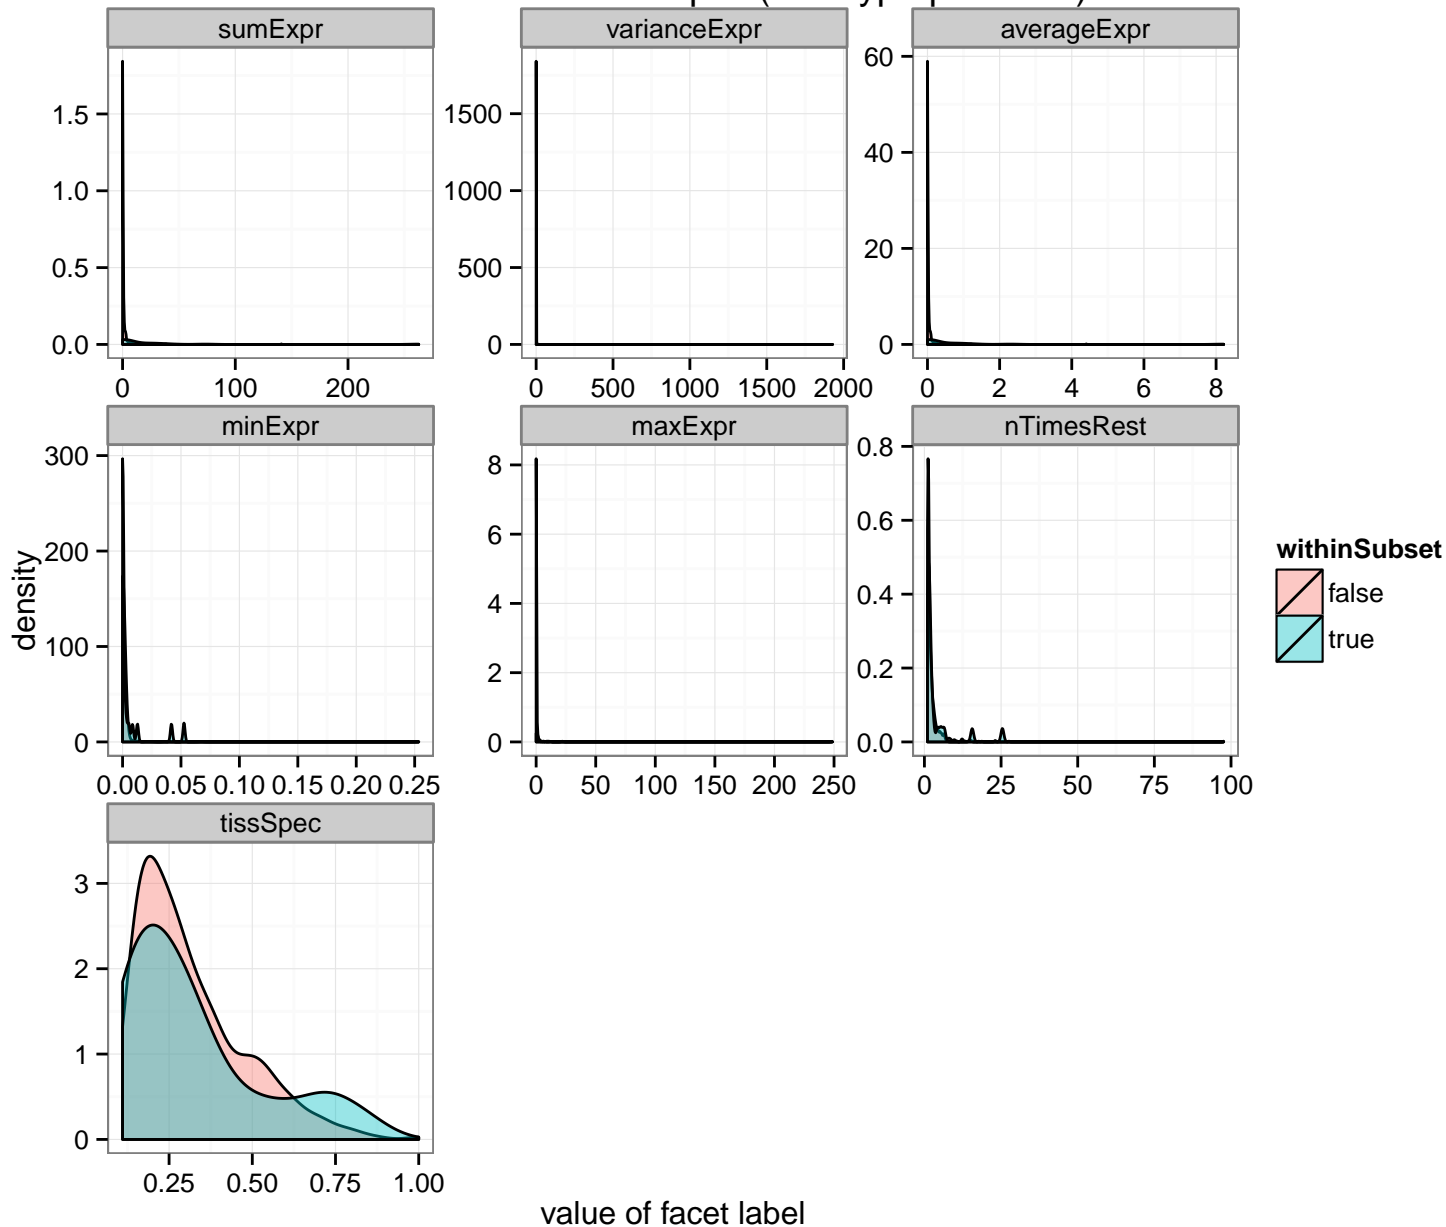 sumExpr varianceExpr averageExpr
1.5 1.0 0.5 0.0
0 100 200
1500 1000 500 0
0 500 1000 1500 2000
60 40 20 0
0 2 4 6 8
minExpr maxExpr nTimesRest
300 200 100 0
0.00 0.05 0.10 0.15 0.20 0.25
8 6 4 2 0
0 50 100 150 200 250
0.8 0.6 0.4 0.2 0.0
0 25 50 75 100
tissSpec
3 2 1 0
0.25 0.50 0.75 1.00
density
value of facet label
withinSubset
false
true